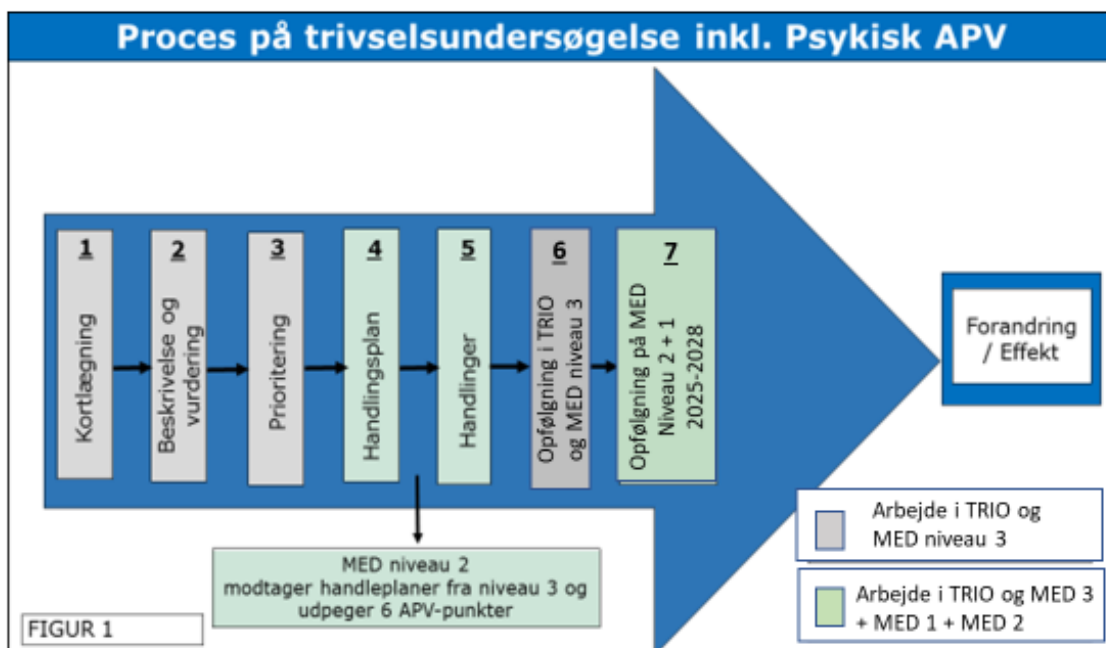 Proces på trivselsundersøgelse inkl. Psykisk APV
1
Kortlægning
2
Beskrivelse og
vurdering
3
Prioritering
4
Handlingsplan
5
Handlinger
6
Opfølgning i TRIO
og MED niveau 3
7
Opfølgning på MED
Niveau 2 + 1
2025-2028
Forandring
/ Effekt
MED niveau 2
modtager handleplaner fra niveau 3 og
udpeger 6 APV-punkter
Arbejde i TRIO og
MED niveau 3
Arbejde i TRIO og MED 3
+ MED 1 + MED 2
FIGUR 1